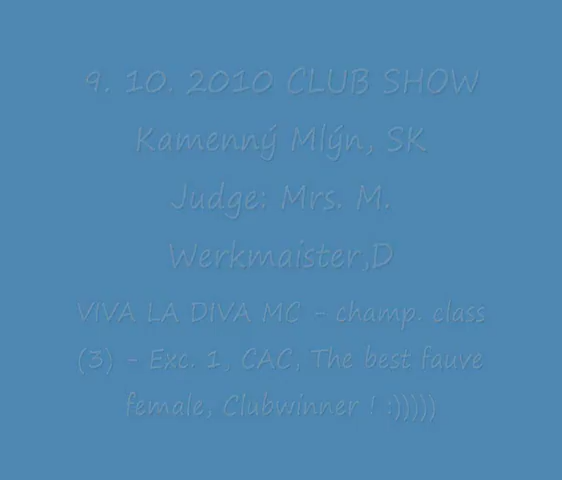 9. 10. 2010 CLUB SHOW
Kamenný Mlýn, SK
Judge: Mrs. M.
Werkmaister,D
VIVA LA DIVA MC - champ. class
(3) - Exc. 1, CAC, The best fauve
female, Clubwinner ! :)))))